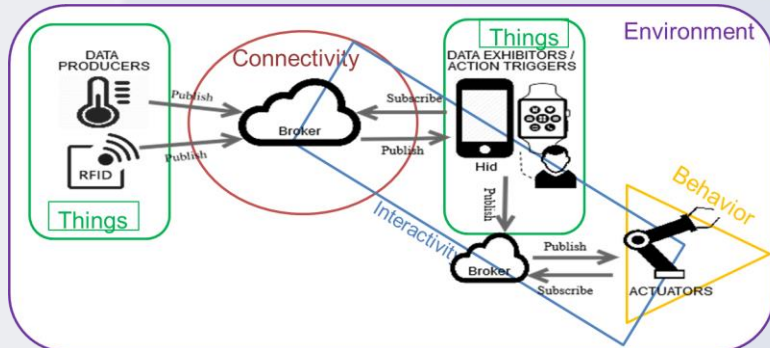 Environment
DATA
PRODUCERS
Publish
Publish
RFID
Things
Connectivity
Broker
Subscribe
Publish
Things
DATA EXHIBITORS /
ACTION TRIGGERS
Hid
Publish
Interactivity
Broker
Publish
Subscribe
Behavior
ACTUATORS